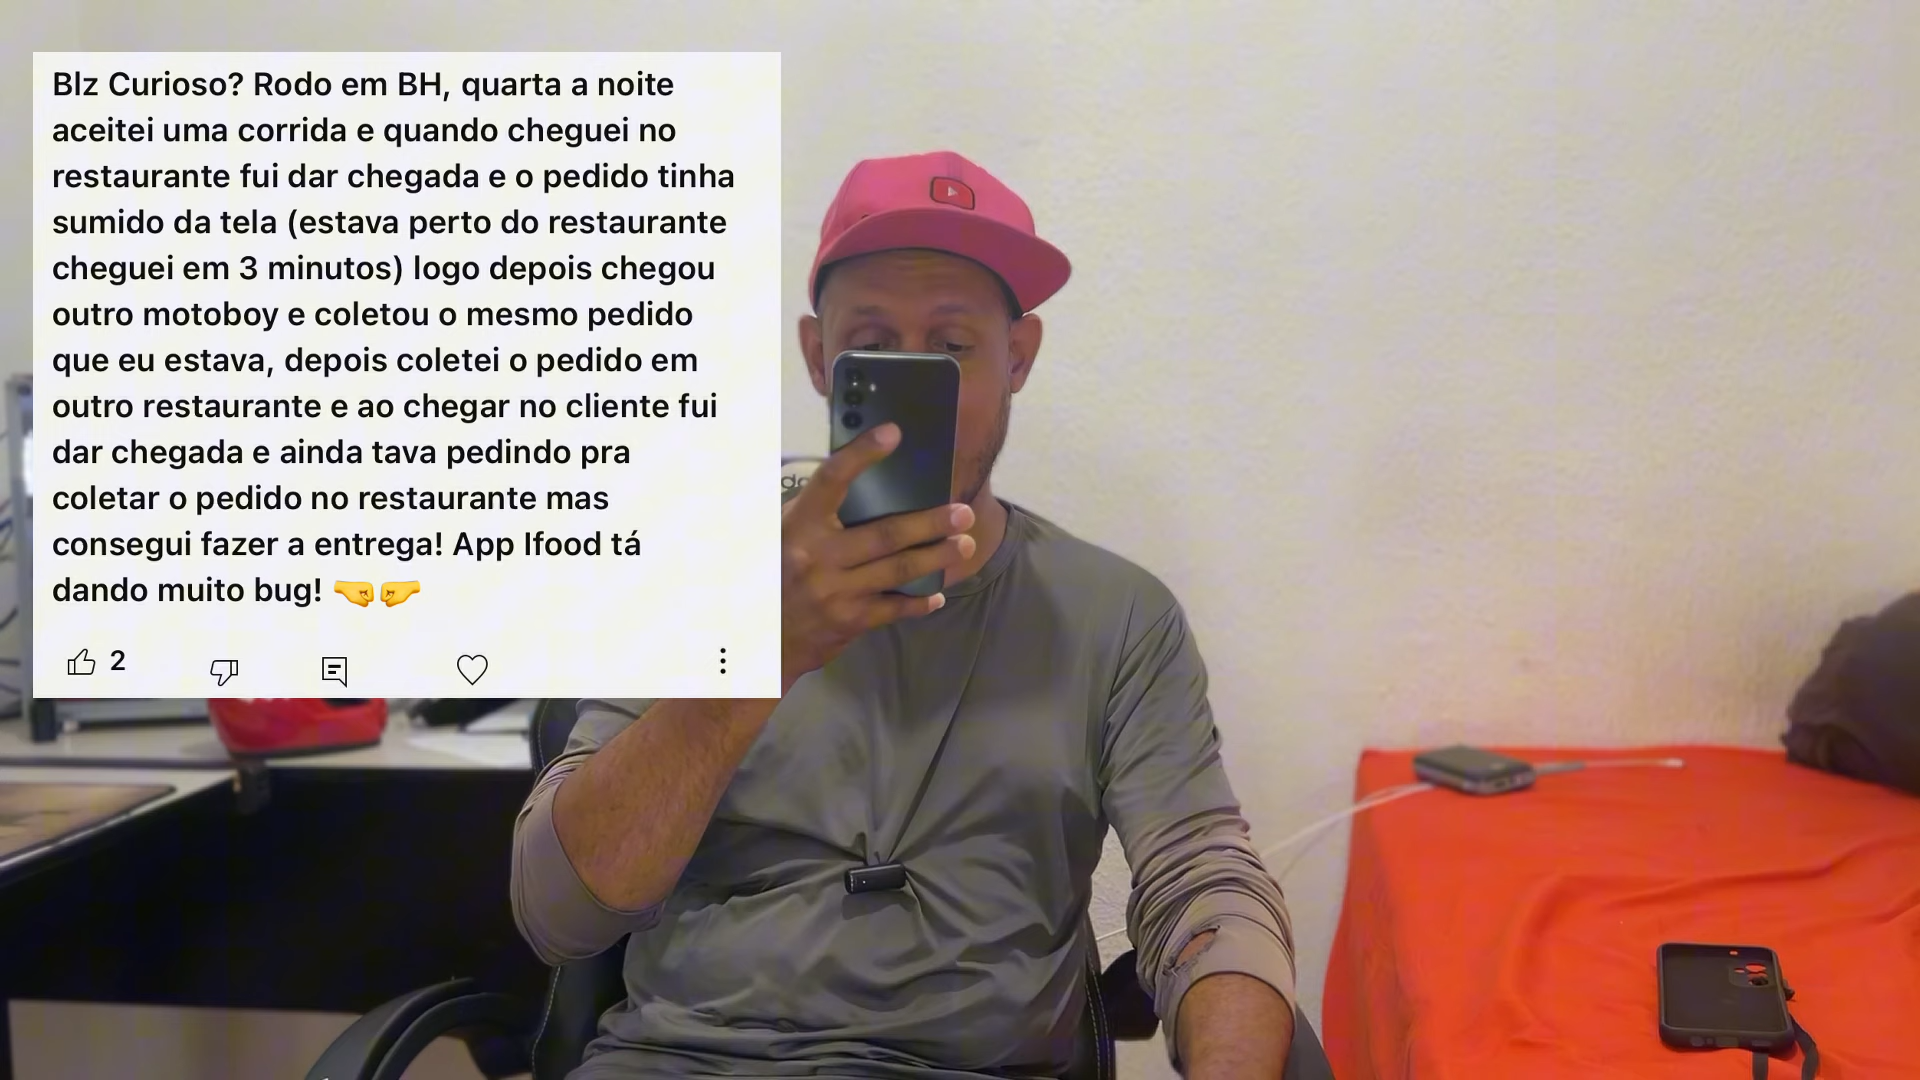 Blz Curioso? Rodo em BH, quarta a noite
aceitei uma corrida e quando cheguei no
restaurante fui dar chegada e o pedido tinha
sumido da tela (estava perto do restaurante
cheguei em 3 minutos) logo depois chegou
outro motoboy e coletou o mesmo pedido
que eu estava, depois coletei o pedido em
outro restaurante e ao chegar no cliente fui
dar chegada e ainda tava pedindo pra
coletar o pedido no restaurante mas
consegui fazer a entrega! App Ifood tá
dando muito bug! 🤜🤛
2